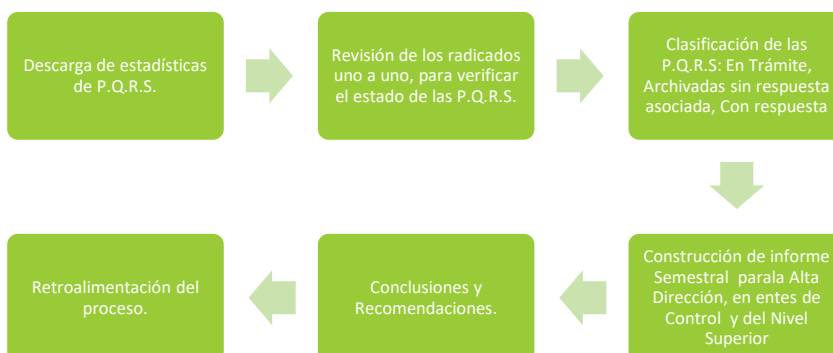 Descarga de estadísticas
de P.Q.R.S.
Revisión de los radicados
uno a uno, para verificar
el estado de las P.Q.R.S.
Clasificación de las
P.Q.R.S: En Trámite,
Archivadas sin respuesta
asociada, Con respuesta
Construcción de informe
Semestral parala Alta
Dirección, en entes de
Control y del Nivel
Superior
Conclusiones y
Recomendaciones.
Retroalimentación del
proceso.